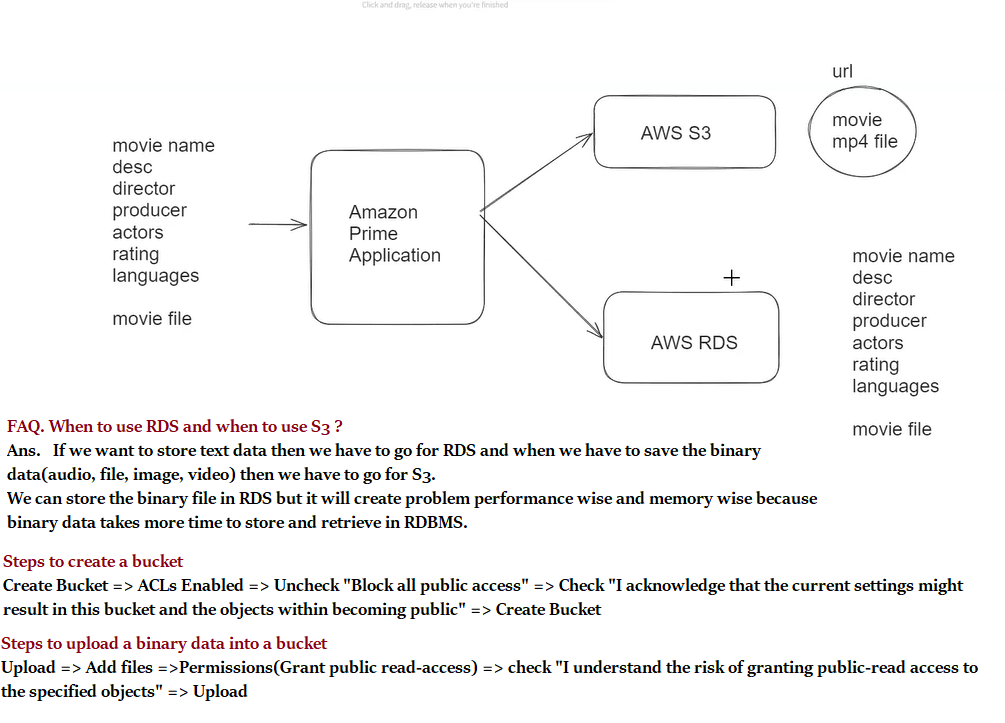 Click and drag, release when you're finished
url
movie
mp4 file
AWS S3
movie name
desc
director
producer
actors
rating
languages
movie file
Amazon
Prime
Application
movie name
desc
director
producer
actors
rating
languages
movie file
AWS RDS
FAQ. When to use RDS and when to use S3 ?
Ans. If we want to store text data then we have to go for RDS and when we have to save the binary
data(audio, file, image, video) then we have to go for S3.
We can store the binary file in RDS but it will create problem performance wise and memory wise because
binary data takes more time to store and retrieve in RDBMS.
Steps to create a bucket
Create Bucket => ACLs Enabled => Uncheck "Block all public access" => Check "I acknowledge that the current settings might
result in this bucket and the objects within becoming public" => Create Bucket
Steps to upload a binary data into a bucket
Upload => Add files =>Permissions(Grant public read-access) => check "I understand the risk of granting public-read access to
the specified objects" => Upload